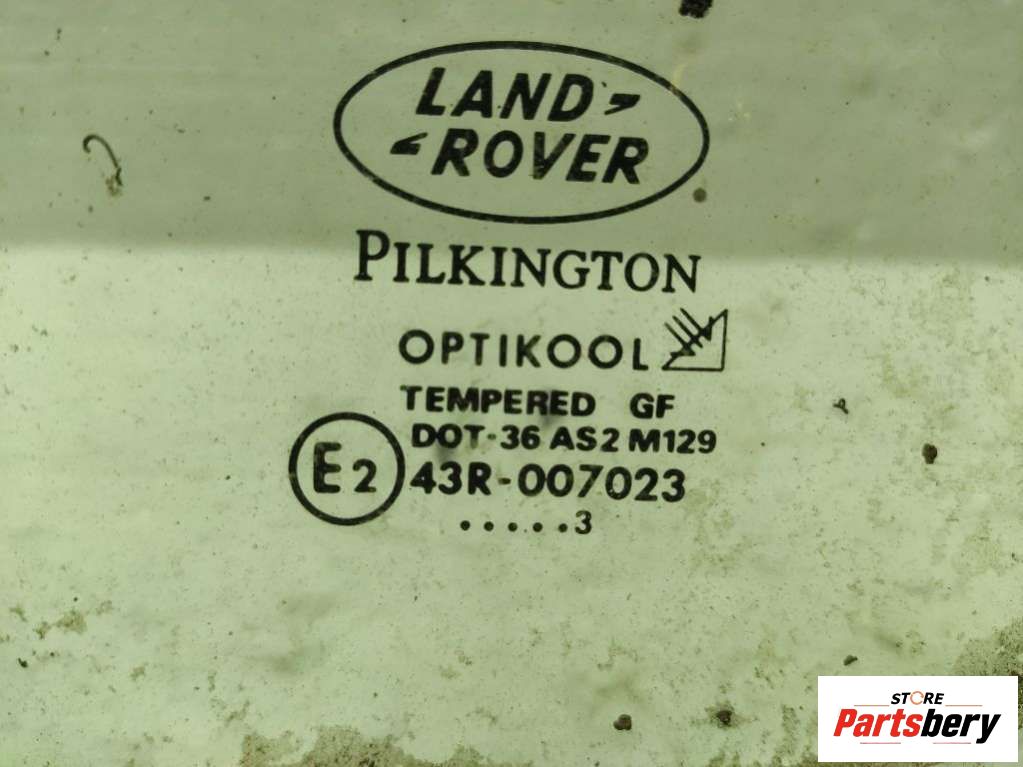 LAND
ROVER
PILKINGTON
OPTIKOOL
TEMPERED GF
DOT-36 AS2 M129
E2 43R-007023
.....3
STORE
Partsbery